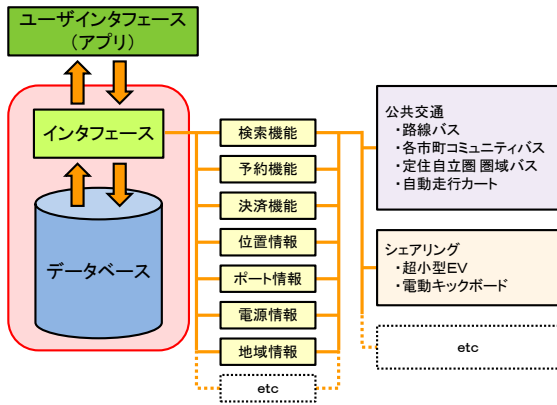 ユーザインタフェース
(アプリ)
インタフェース
データベース
検索機能
予約機能
決済機能
位置情報
ポート情報
電源情報
地域情報
etc
公共交通
・路線バス
・各市町コミュニティバス
・定住自立圏 圏域バス
・自動走行カート
シェアリング
・超小型EV
・電動キックボード
etc